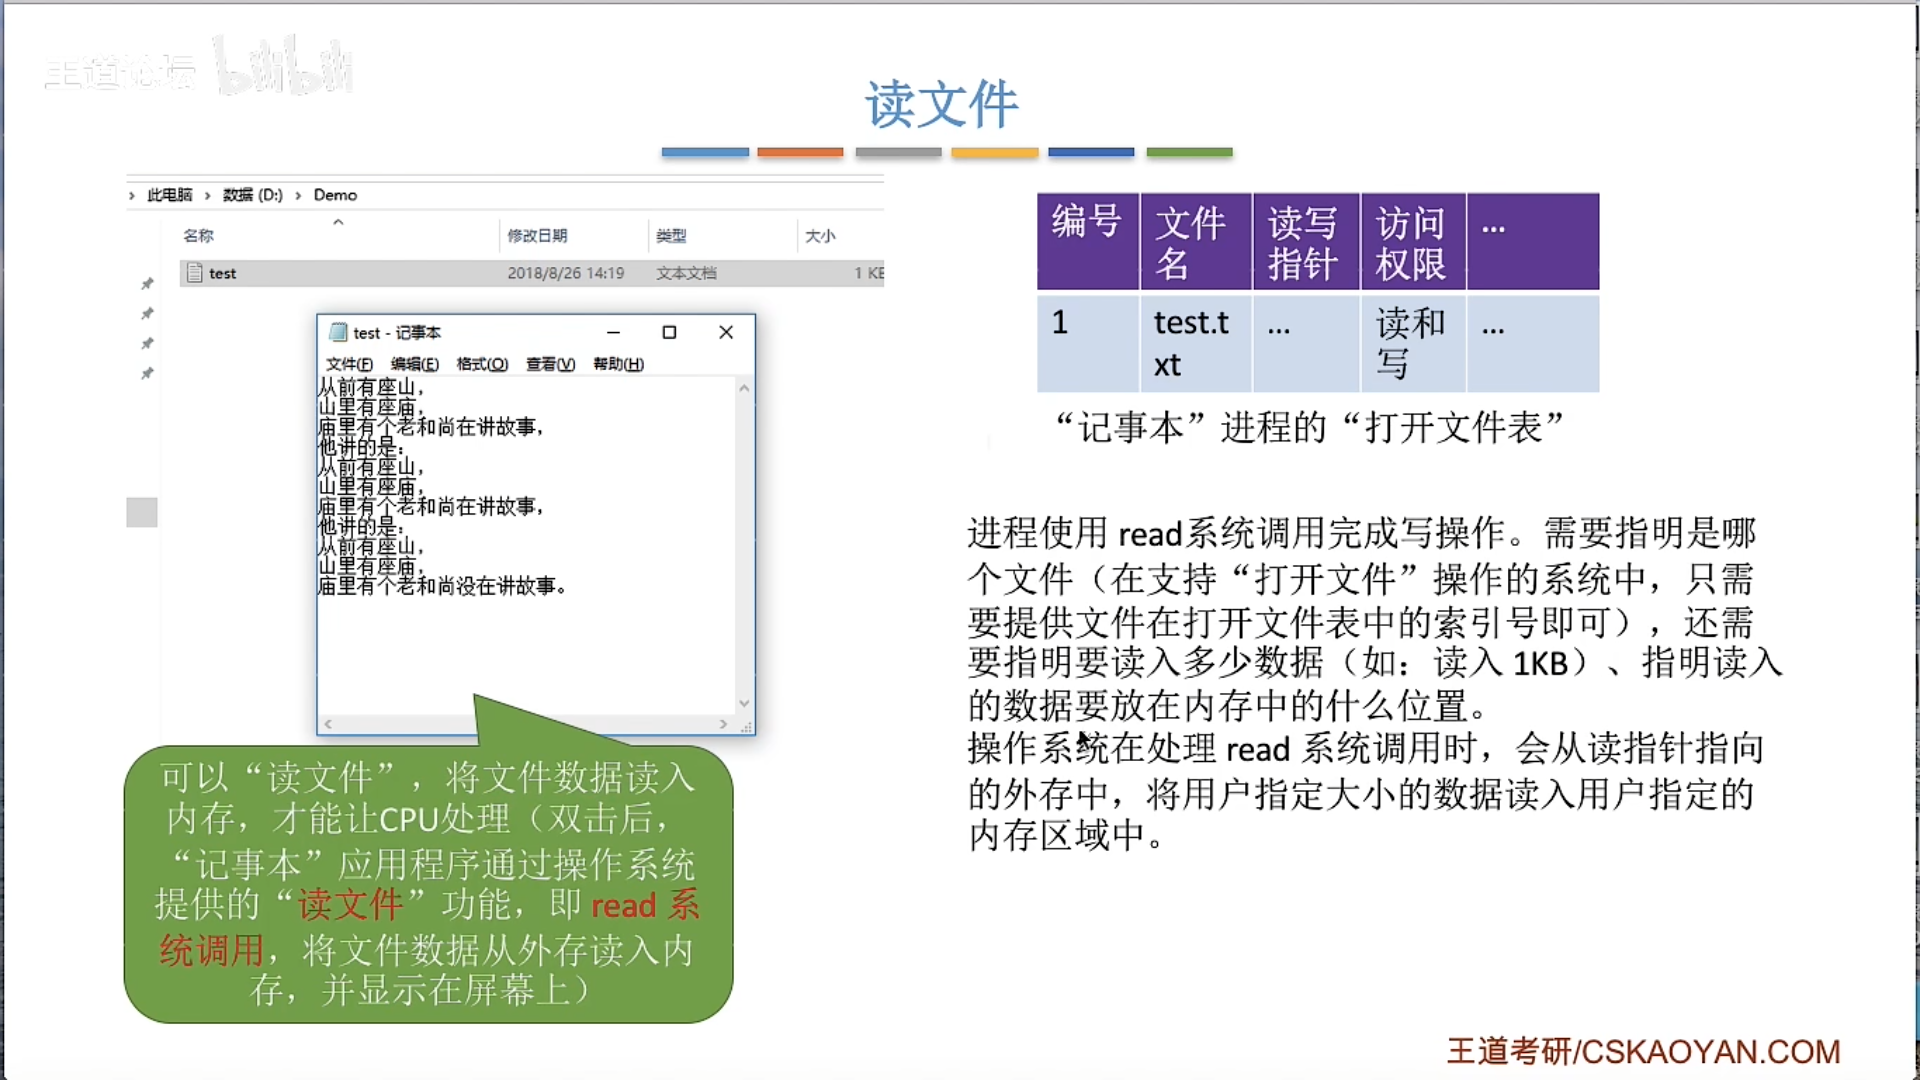 王道论坛 bilibili
读文件
› 此电脑 › 数据 (D:) › Demo
名称 修改日期 类型 大小
test 2018/8/26 14:19 文本文档 1 KB
test - 记事本
文件(F) 编辑(E) 格式(O) 查看(V) 帮助(H)
从前有座山，
山里有座庙，
庙里有个老和尚在讲故事，
他讲的是：
从前有座山，
山里有座庙，
庙里有个老和尚在讲故事，
他讲的是：
从前有座山，
山里有座庙，
庙里有个老和尚没在讲故事。
可以“读文件”，将文件数据读入
内存，才能让CPU处理（双击后，
“记事本”应用程序通过操作系统
提供的“读文件”功能，即 read 系
统调用，将文件数据从外存读入内
存，并显示在屏幕上）
编号 文件名 读写指针 访问权限 ...
1 test.txt ... 读和写 ...
“记事本”进程的“打开文件表”
进程使用 read系统调用完成写操作。需要指明是哪
个文件（在支持“打开文件”操作的系统中，只需
要提供文件在打开文件表中的索引号即可），还需
要指明要读入多少数据（如：读入 1KB）、指明读入
的数据要放在内存中的什么位置。
操作系统在处理 read 系统调用时，会从读指针指向
的外存中，将用户指定大小的数据读入用户指定的
内存区域中。
王道考研/CSKAOYAN.COM